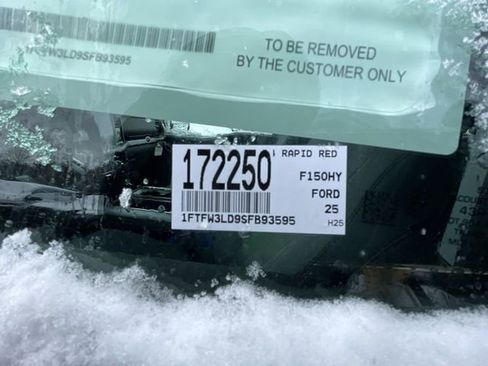 1FTFW3LD9SFB93595
TO BE REMOVED
BY THE CUSTOMER ONLY
172250
RAPID RED
F150HY
FORD
25
1FTFW3LD9SFB93595
H25